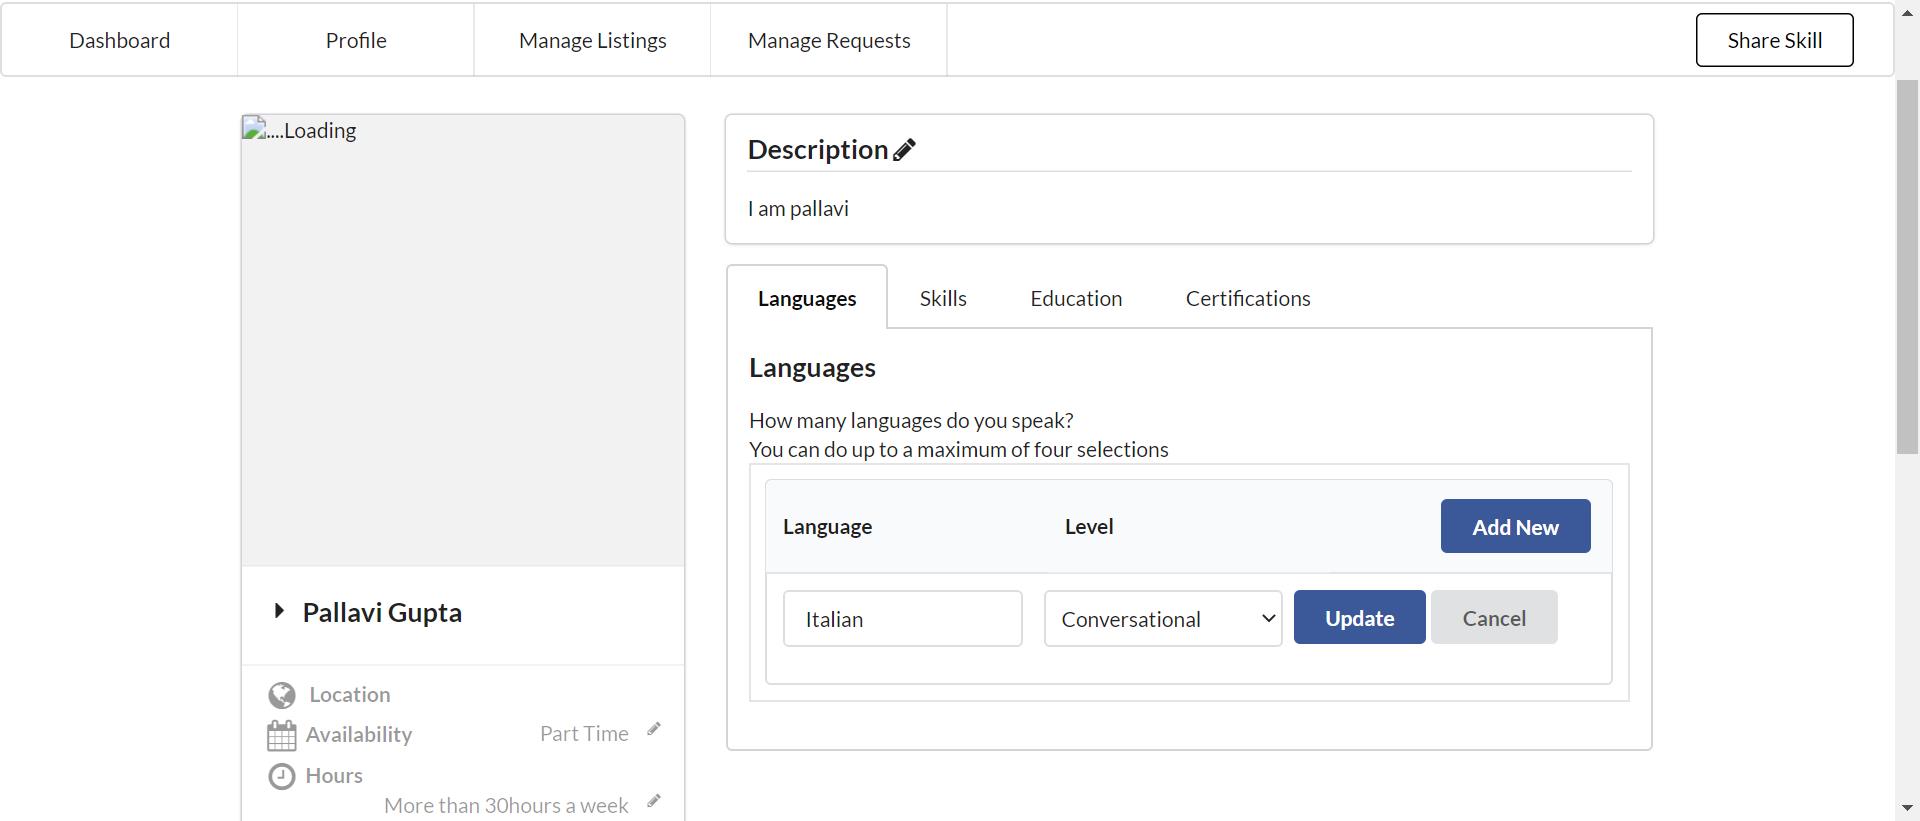 Dashboard
Profile
Manage Listings
Manage Requests
Share Skill
....Loading
Pallavi Gupta
Location
Availability
Part Time
Hours
More than 30hours a week
Description
I am pallavi
Languages
Skills
Education
Certifications
Languages
How many languages do you speak?
You can do up to a maximum of four selections
Language
Level
Add New
Italian
Conversational
Update
Cancel